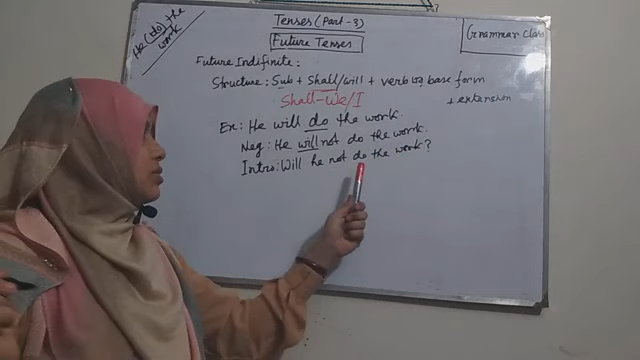 He (do) the
work
Tenses (Part-3)
Future Tenses
Grammar Class
Future Indefinite:
Structure: Sub + Shall/will + verb এর base form
+ extension
Shall-We/I
Ex: He will do the work.
Neg: He will not do the work.
Intro: Will he not do the work?